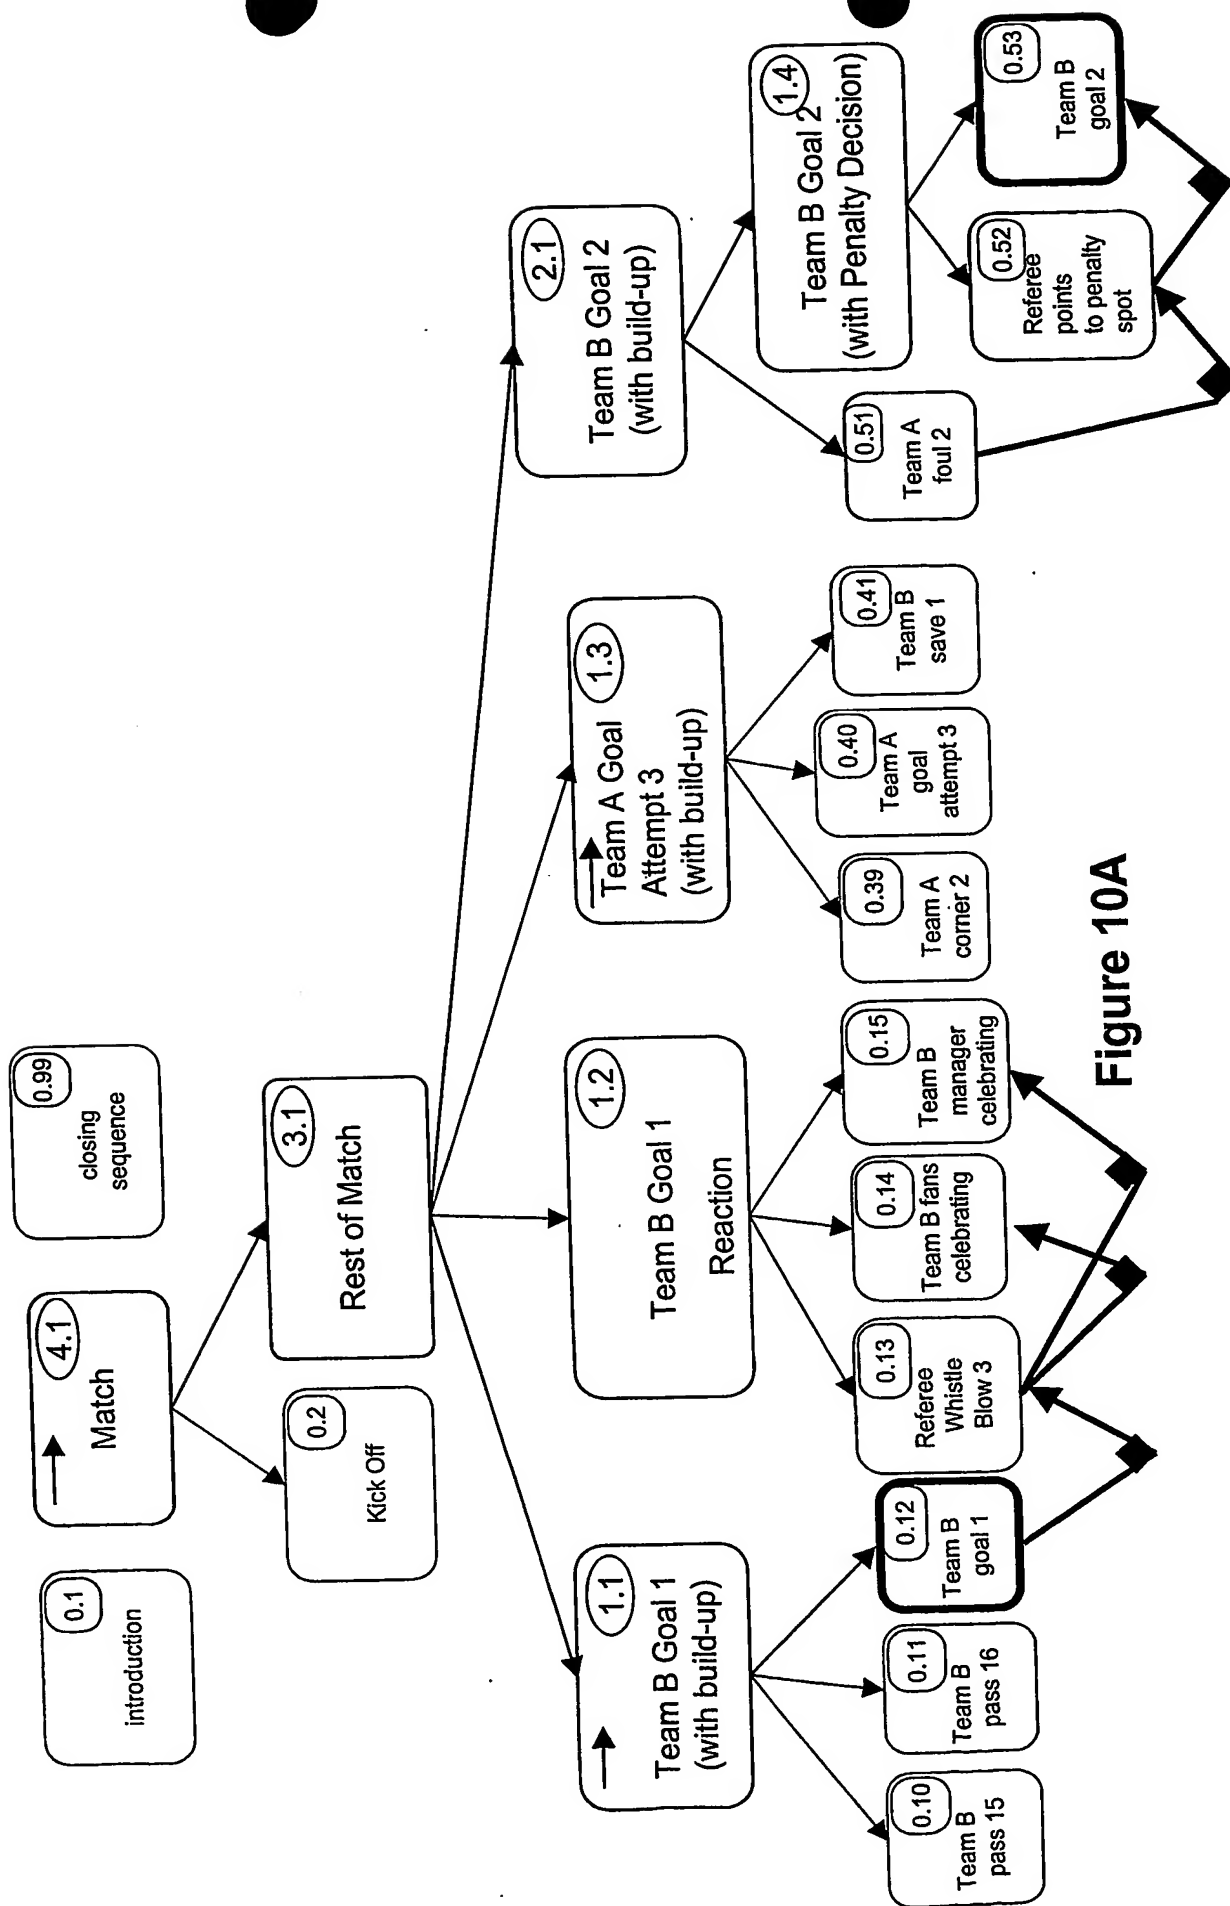 0.1
introduction
4.1
Match
0.99
closing
sequence
0.2
Kick Off
3.1
Rest of Match
1.1
Team B Goal 1
(with build-up)
1.2
Team B Goal 1
Reaction
1.3
Team A Goal
Attempt 3
(with build-up)
2.1
Team B Goal 2
(with build-up)
1.4
Team B Goal 2
(with Penalty Decision)
0.10
Team B
pass 15
0.11
Team B
pass 16
0.12
Team B
goal 1
0.13
Referee
Whistle
Blow 3
0.14
Team B fans
celebrating
0.15
Team B
manager
celebrating
0.39
Team A
corner 2
0.40
Team A
goal
attempt 3
0.41
Team B
save 1
0.51
Team A
foul 2
0.52
Referee
points
to penalty
spot
0.53
Team B
goal 2
Figure 10A